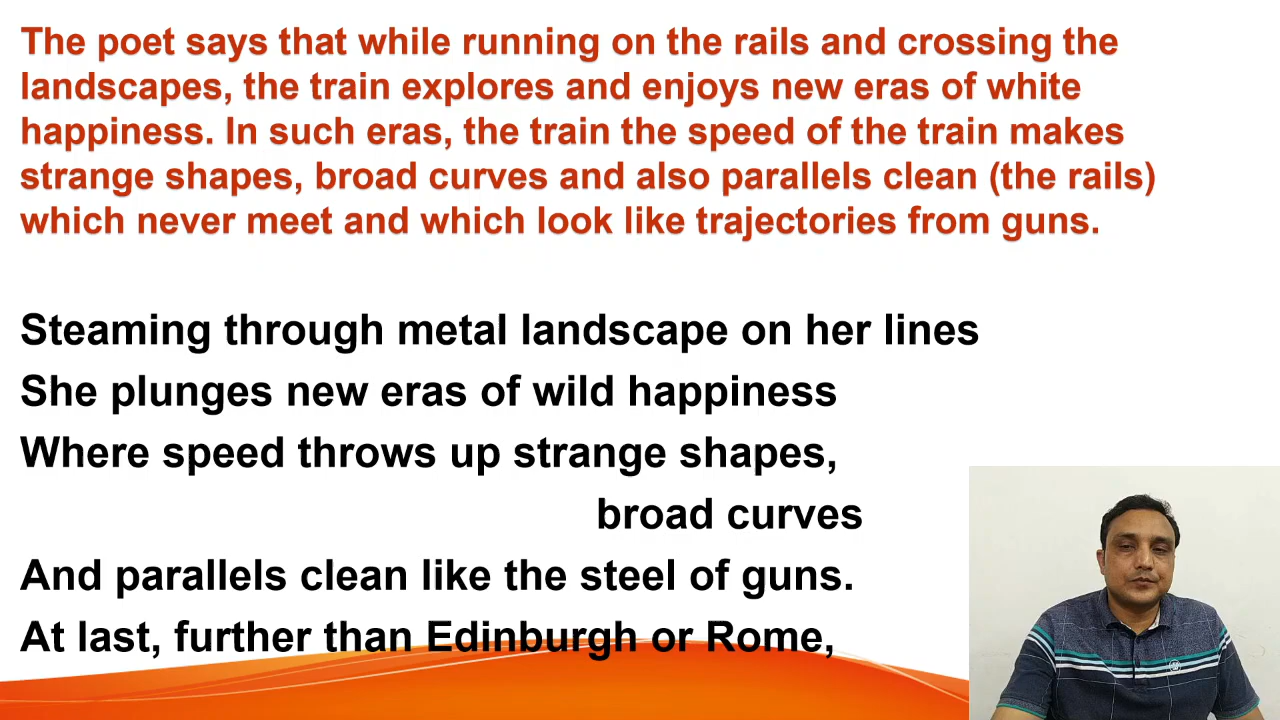 The poet says that while running on the rails and crossing the
landscapes, the train explores and enjoys new eras of white
happiness. In such eras, the train the speed of the train makes
strange shapes, broad curves and also parallels clean (the rails)
which never meet and which look like trajectories from guns.
Steaming through metal landscape on her lines
She plunges new eras of wild happiness
Where speed throws up strange shapes,
broad curves
And parallels clean like the steel of guns.
At last, further than Edinburgh or Rome,